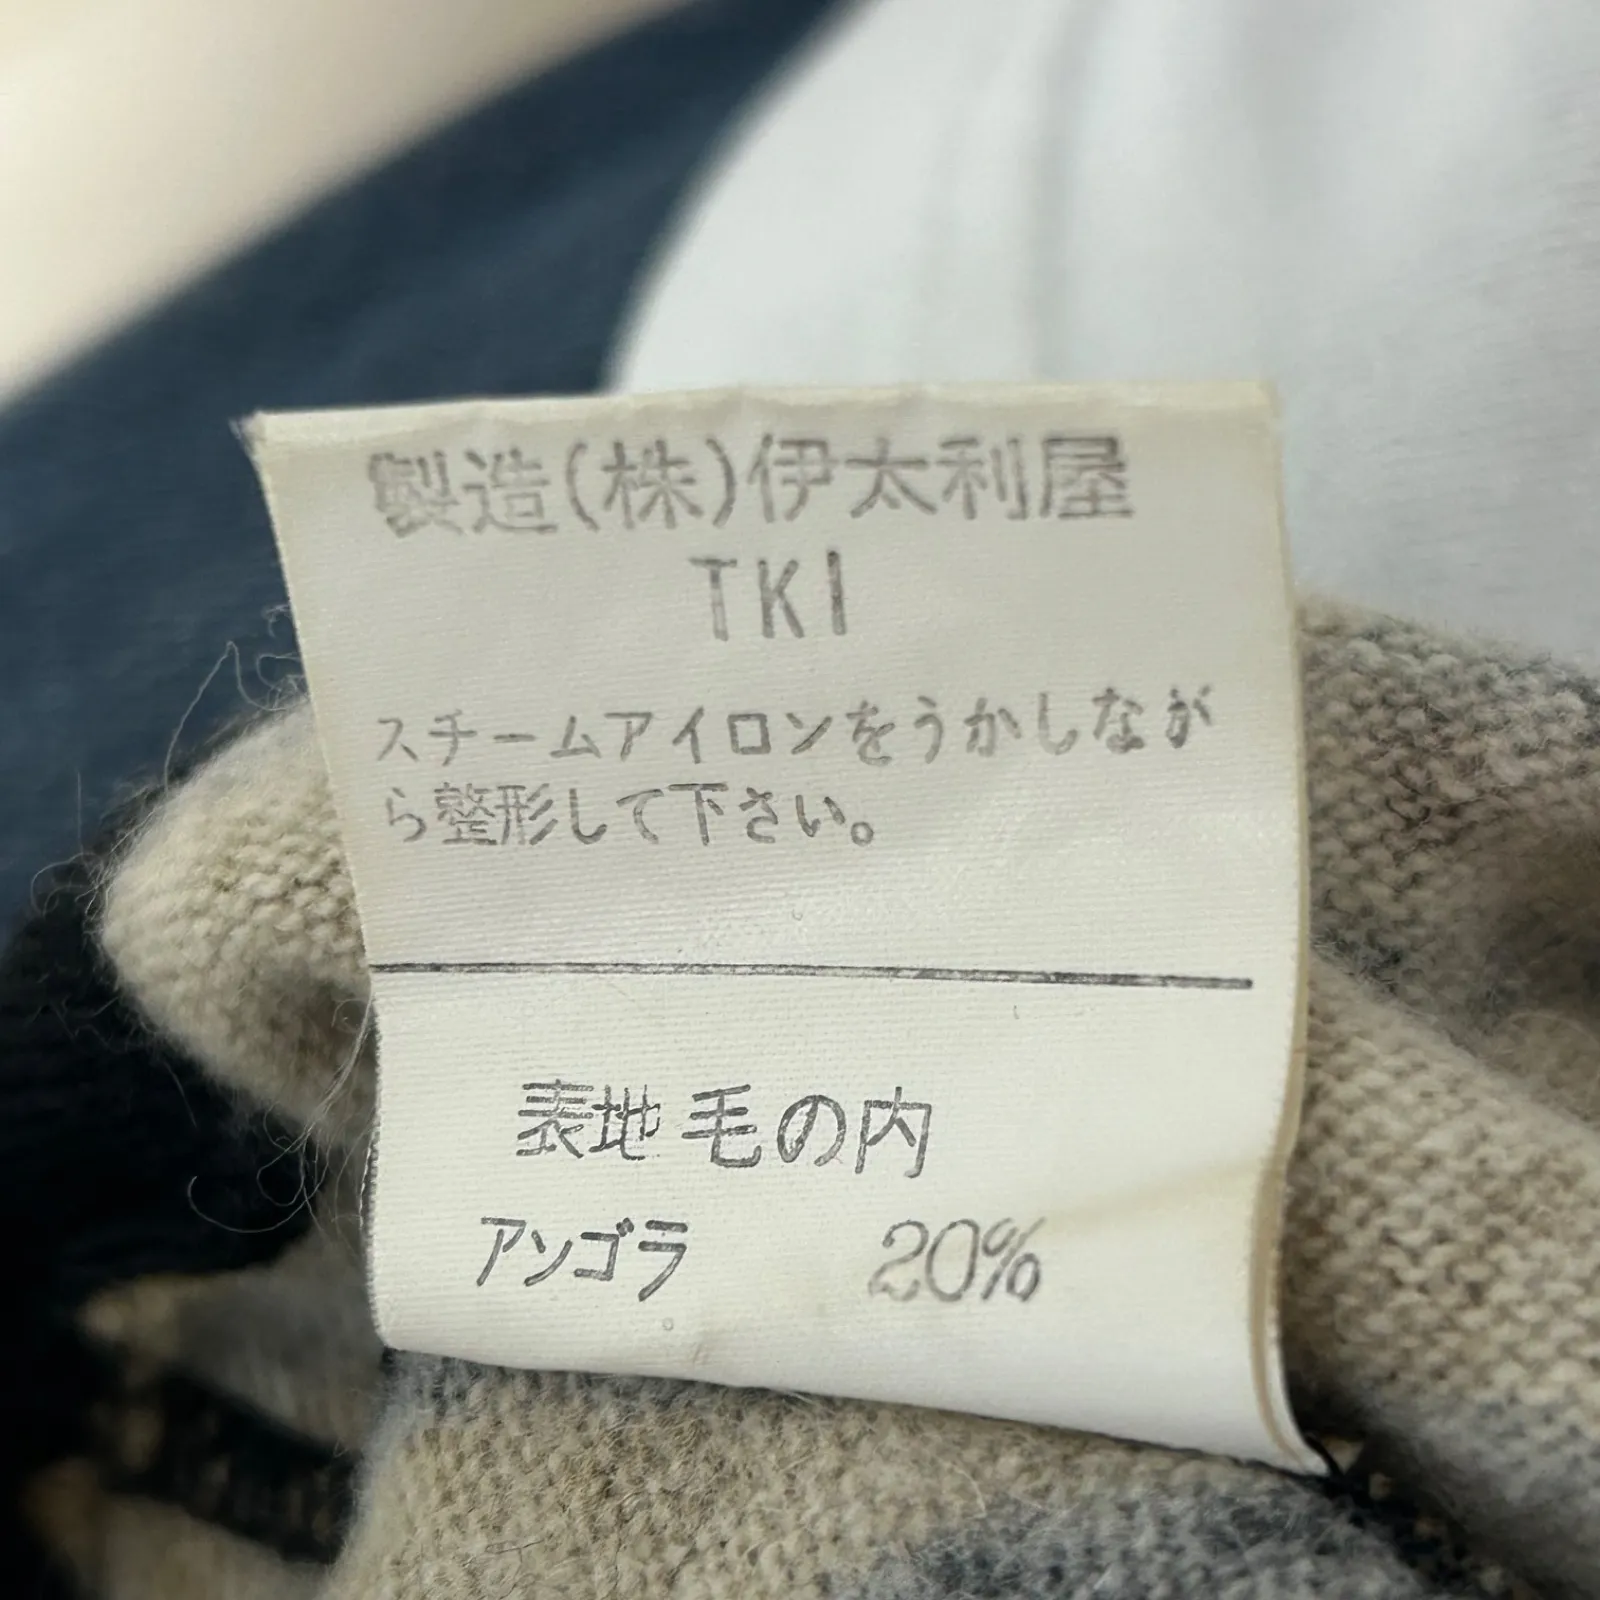 製造(株)伊太利屋
TKI
スチームアイロンをうかしなが
ら整形して下さい。
表地 毛の内
アンゴラ 20%